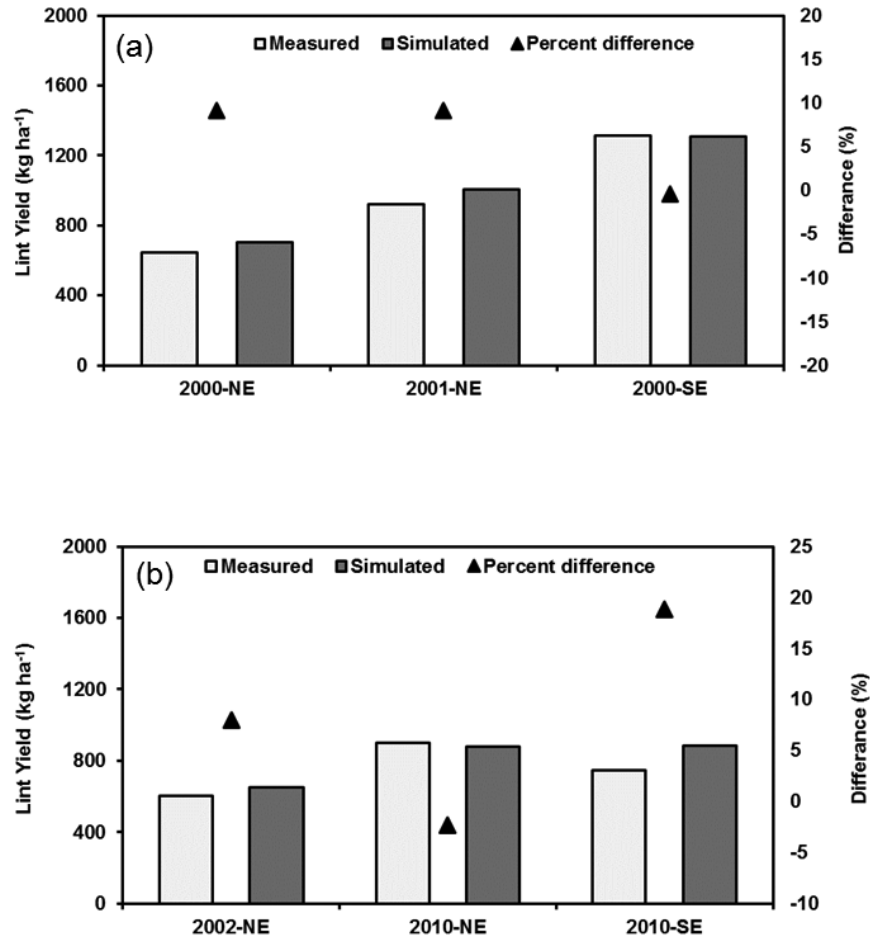 (a)
Measured Simulated Percent difference
Lint Yield (kg ha⁻¹)
2000
1600
1200
800
400
0
20
15
10
5
0
-5
-10
-15
-20
Differance (%)
2000-NE 2001-NE 2000-SE
(b)
Measured Simulated Percent difference
Lint Yield (kg ha⁻¹)
2000
1600
1200
800
400
0
25
20
15
10
5
0
-5
-10
Differance (%)
2002-NE 2010-NE 2010-SE